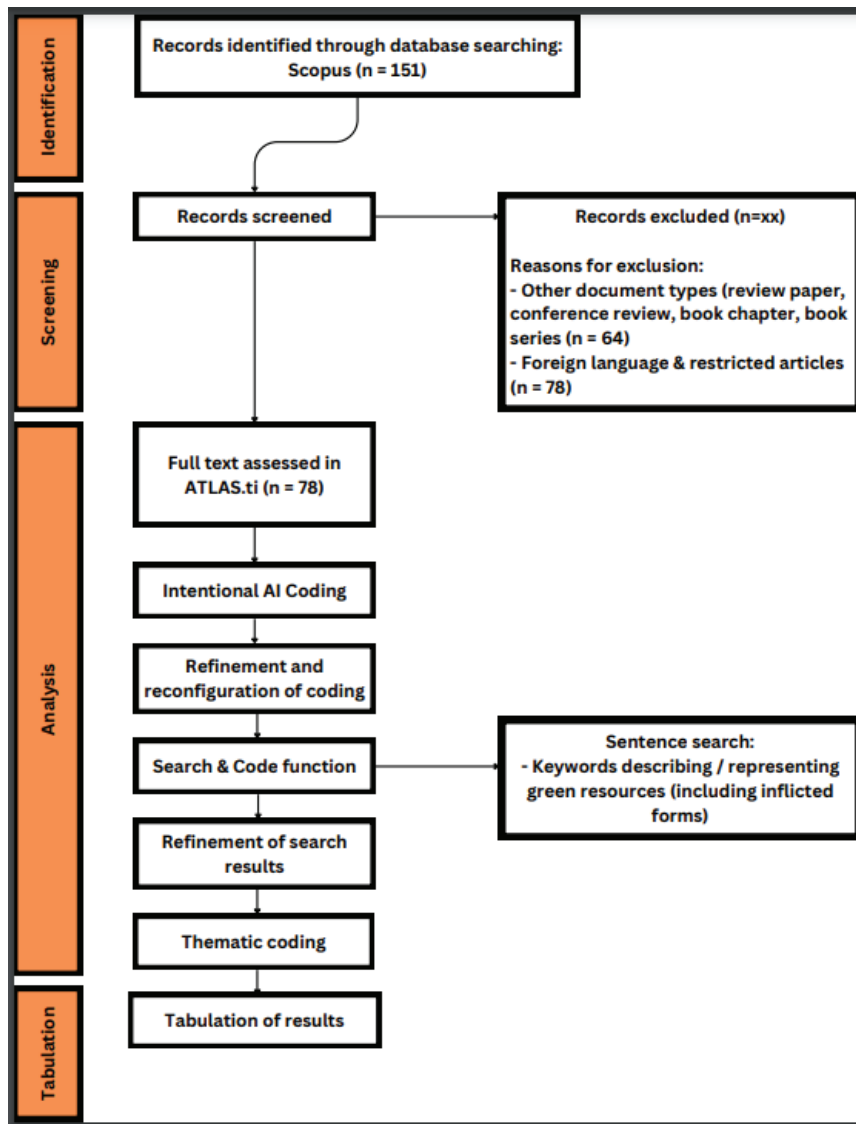 Identification
Records identified through database searching:
Scopus (n = 151)
Screening
Records screened
Records excluded (n=xx)
Reasons for exclusion:
- Other document types (review paper,
conference review, book chapter, book
series (n = 64)
- Foreign language & restricted articles
(n = 78)
Analysis
Full text assessed in
ATLAS.ti (n = 78)
Intentional AI Coding
Refinement and
reconfiguration of coding
Search & Code function
Sentence search:
- Keywords describing / representing
green resources (including inflicted
forms)
Refinement of search
results
Thematic coding
Tabulation
Tabulation of results